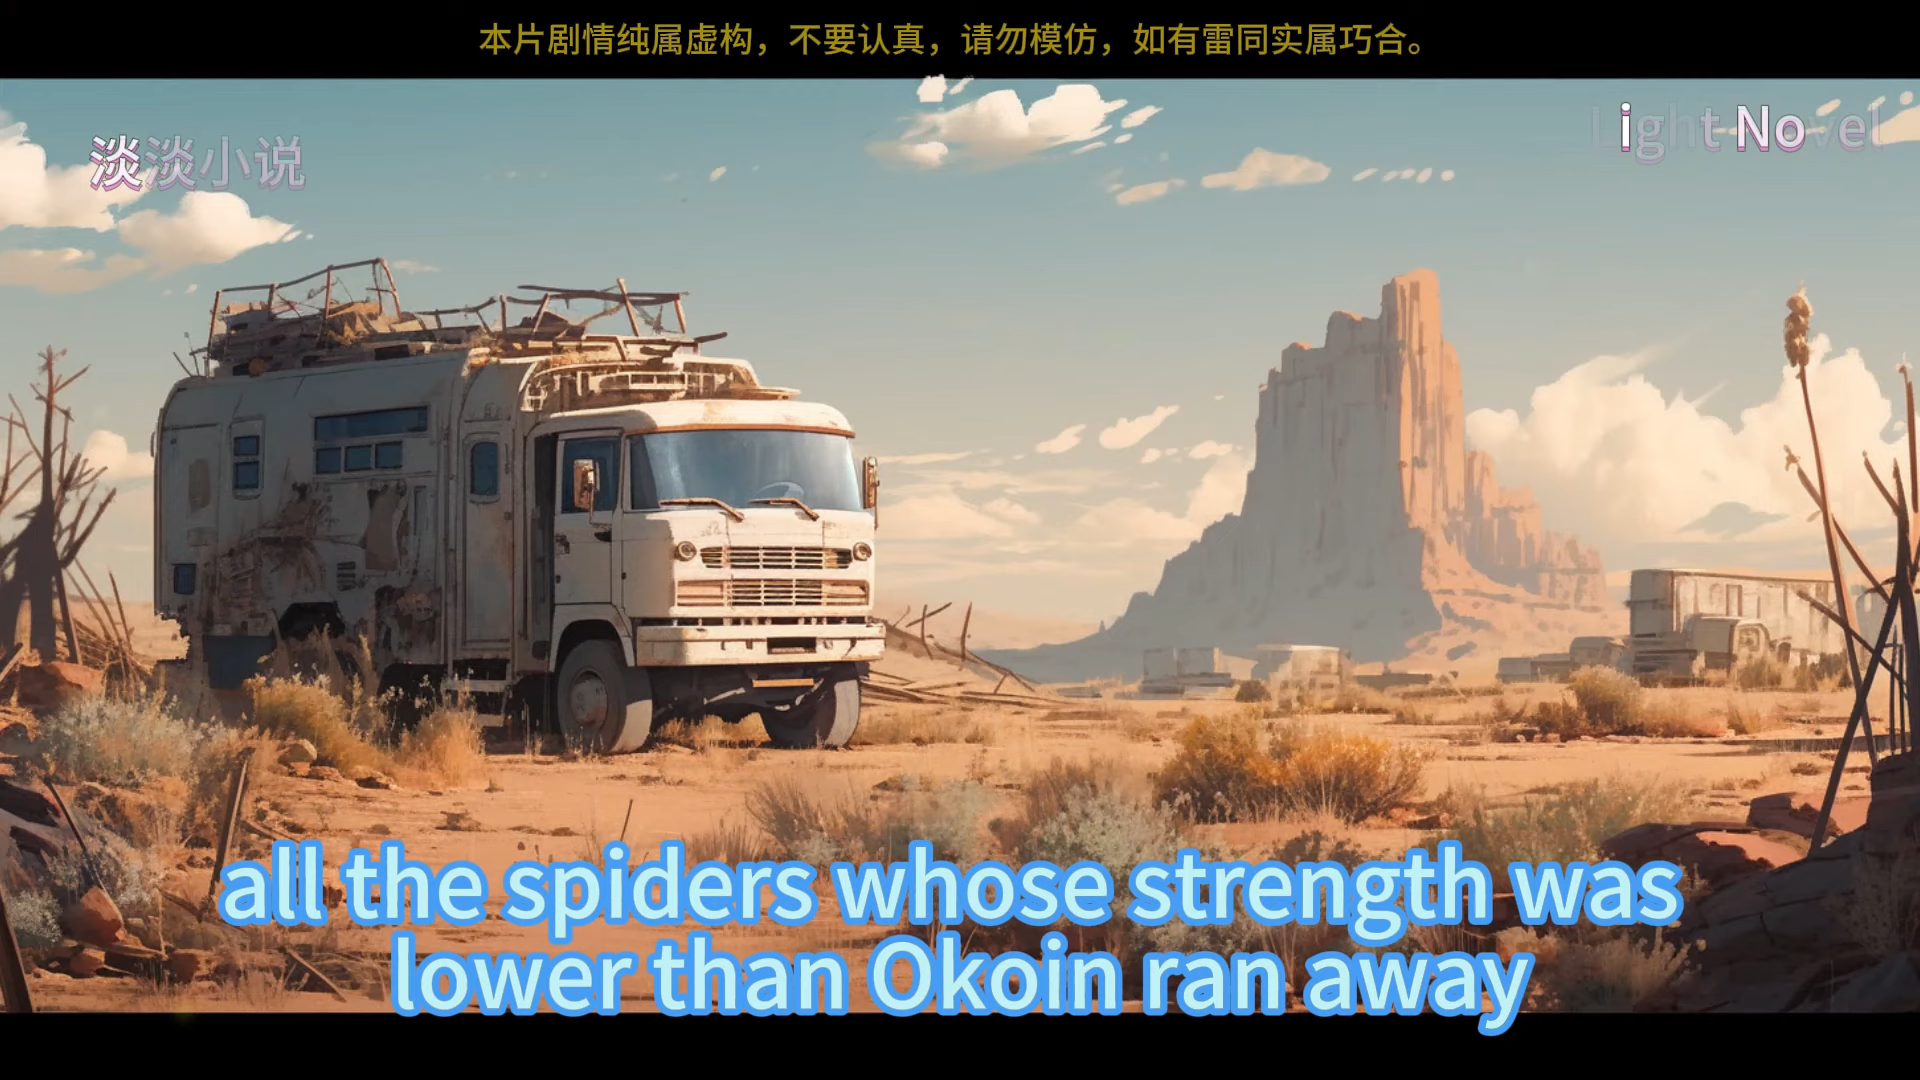 本片剧情纯属虚构，不要认真，请勿模仿，如有雷同实属巧合。
淡淡小说
Light Novel
all the spiders whose strength was
lower than Okoin ran away